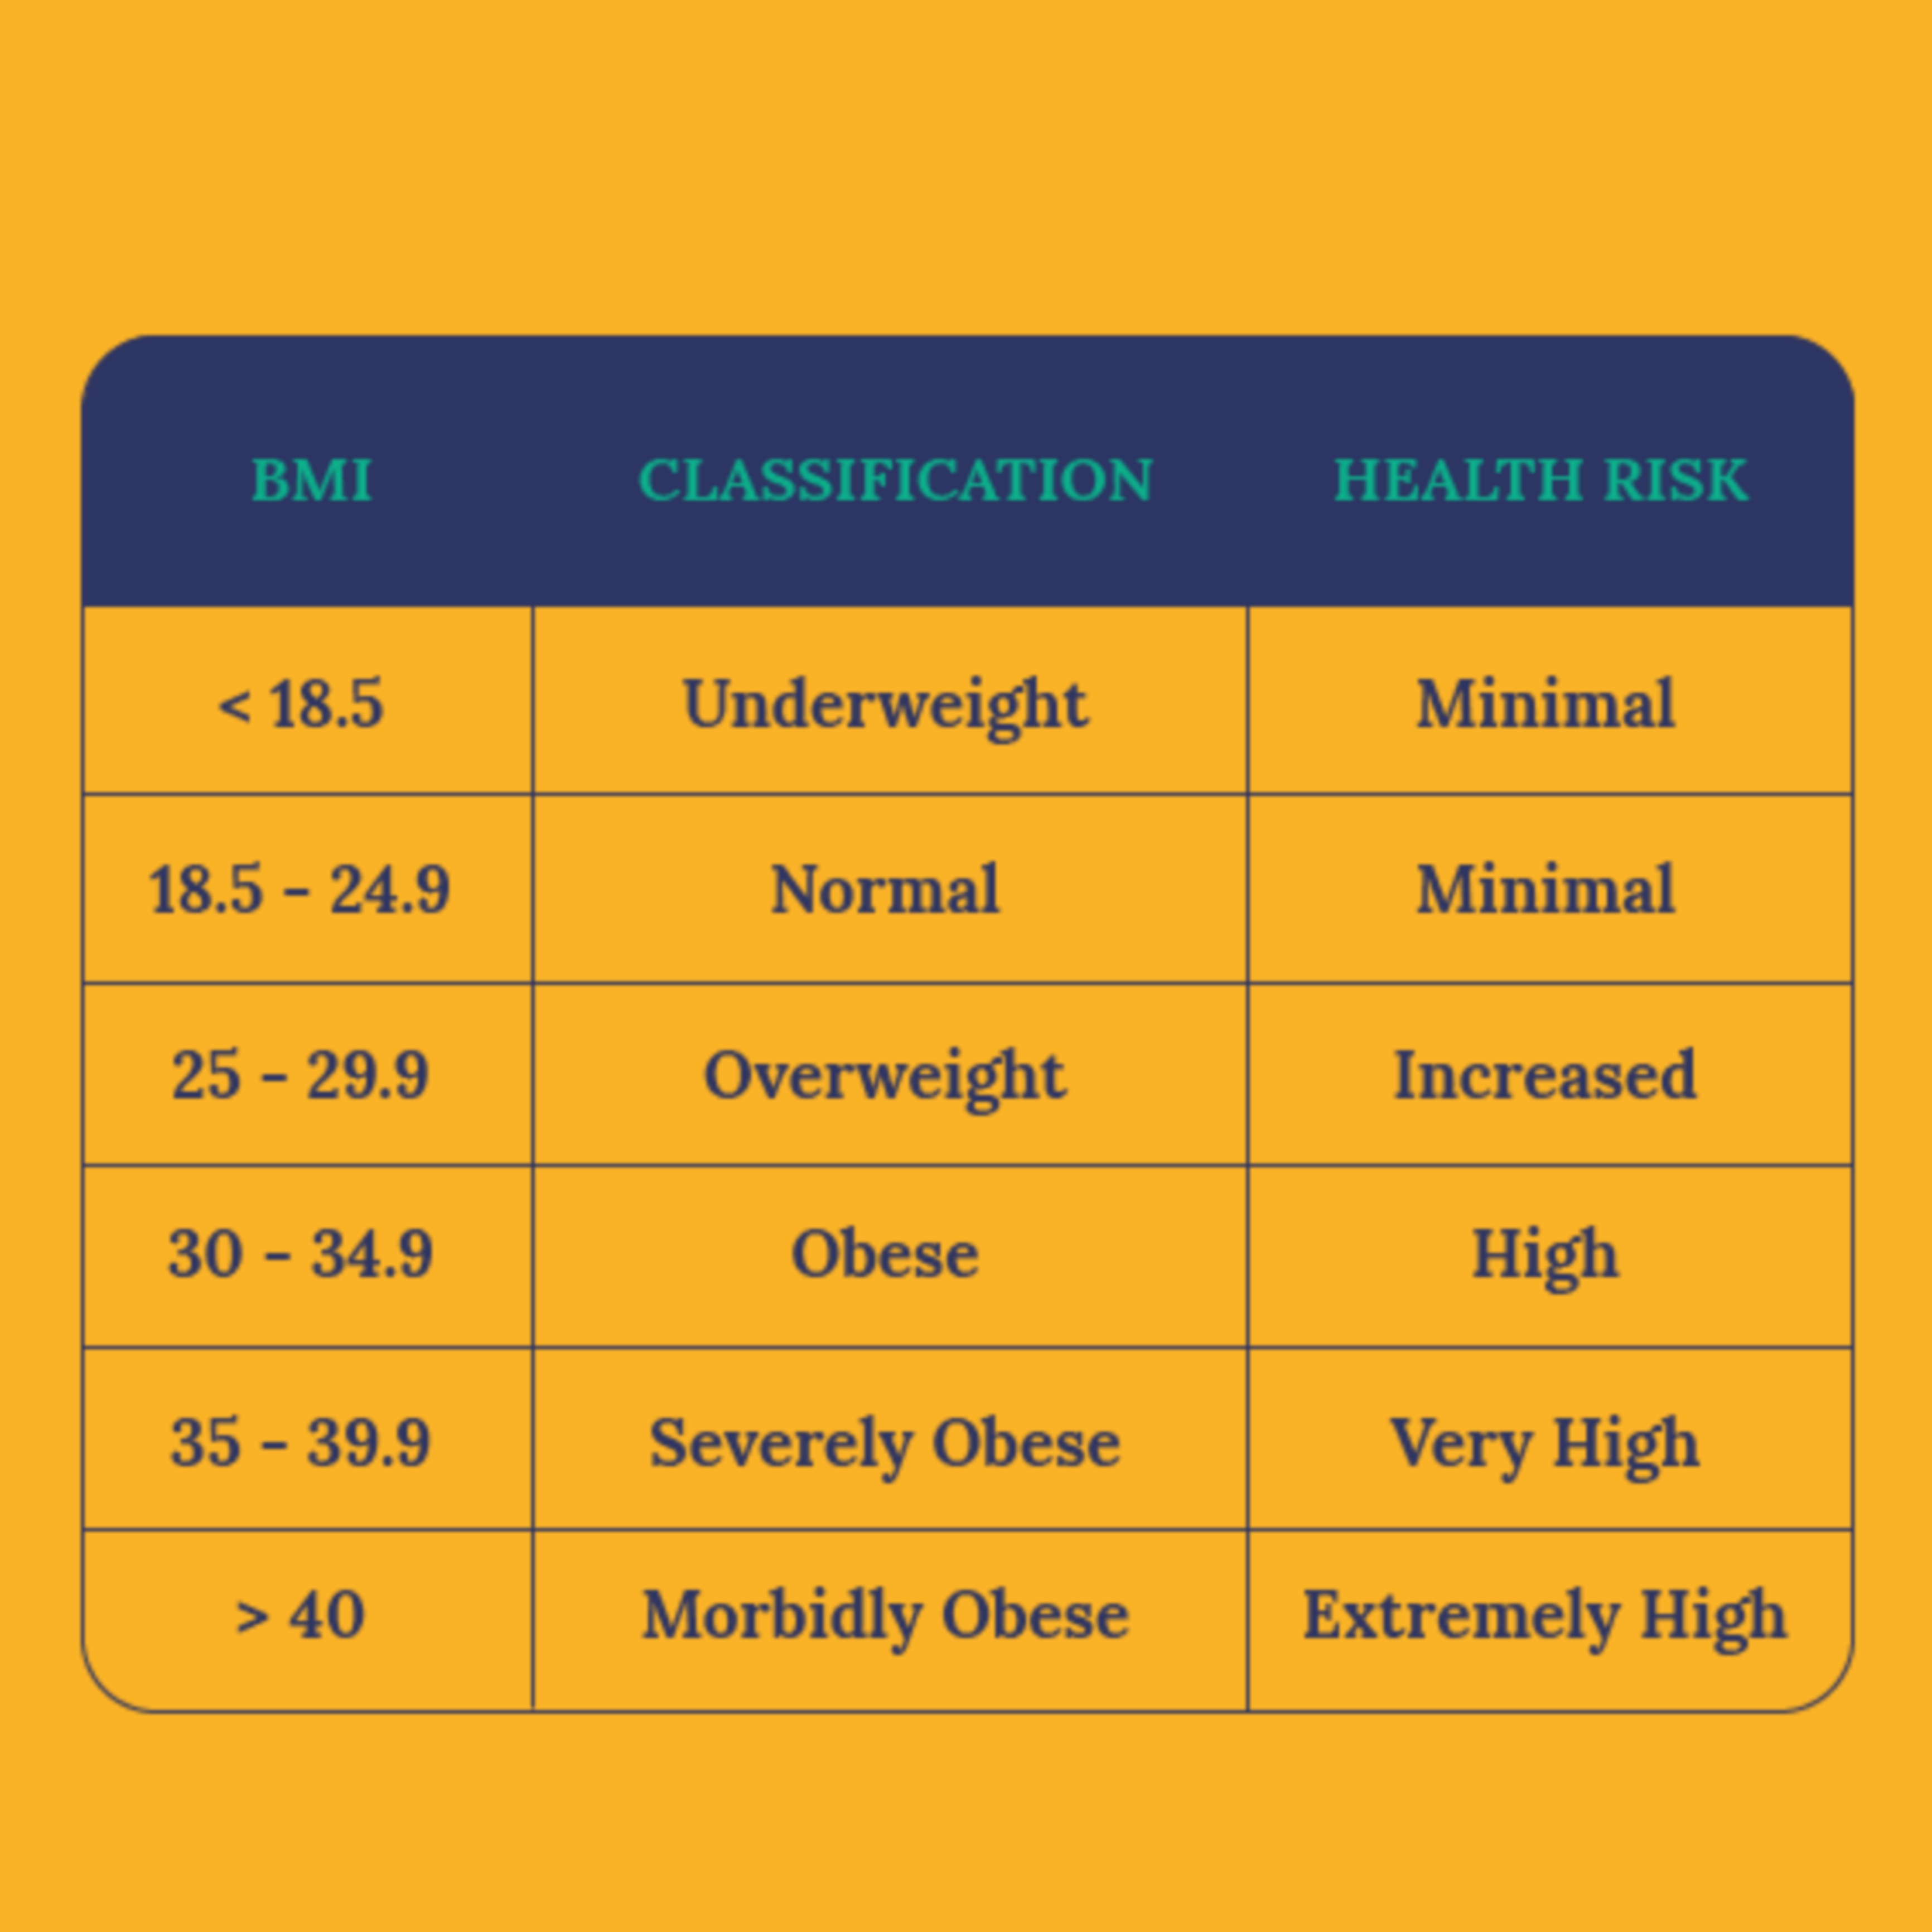 BMI CLASSIFICATION HEALTH RISK
< 18.5 Underweight Minimal
18.5 - 24.9 Normal Minimal
25 - 29.9 Overweight Increased
30 - 34.9 Obese High
35 - 39.9 Severely Obese Very High
> 40 Morbidly Obese Extremely High